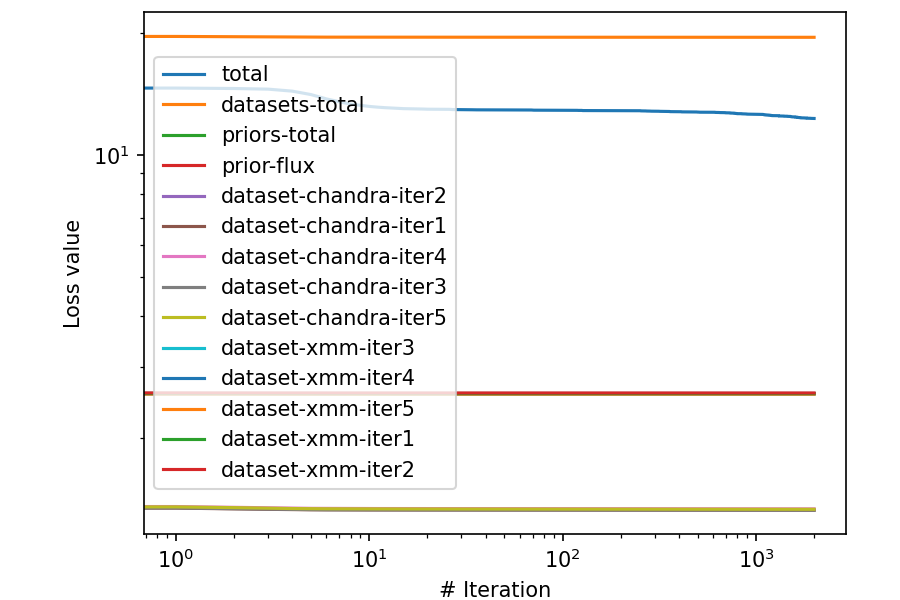 total
datasets-total
priors-total
prior-flux
dataset-chandra-iter2
dataset-chandra-iter1
dataset-chandra-iter4
dataset-chandra-iter3
dataset-chandra-iter5
dataset-xmm-iter3
dataset-xmm-iter4
dataset-xmm-iter5
dataset-xmm-iter1
dataset-xmm-iter2
10¹
Loss value
10⁰ 10¹ 10² 10³
# Iteration